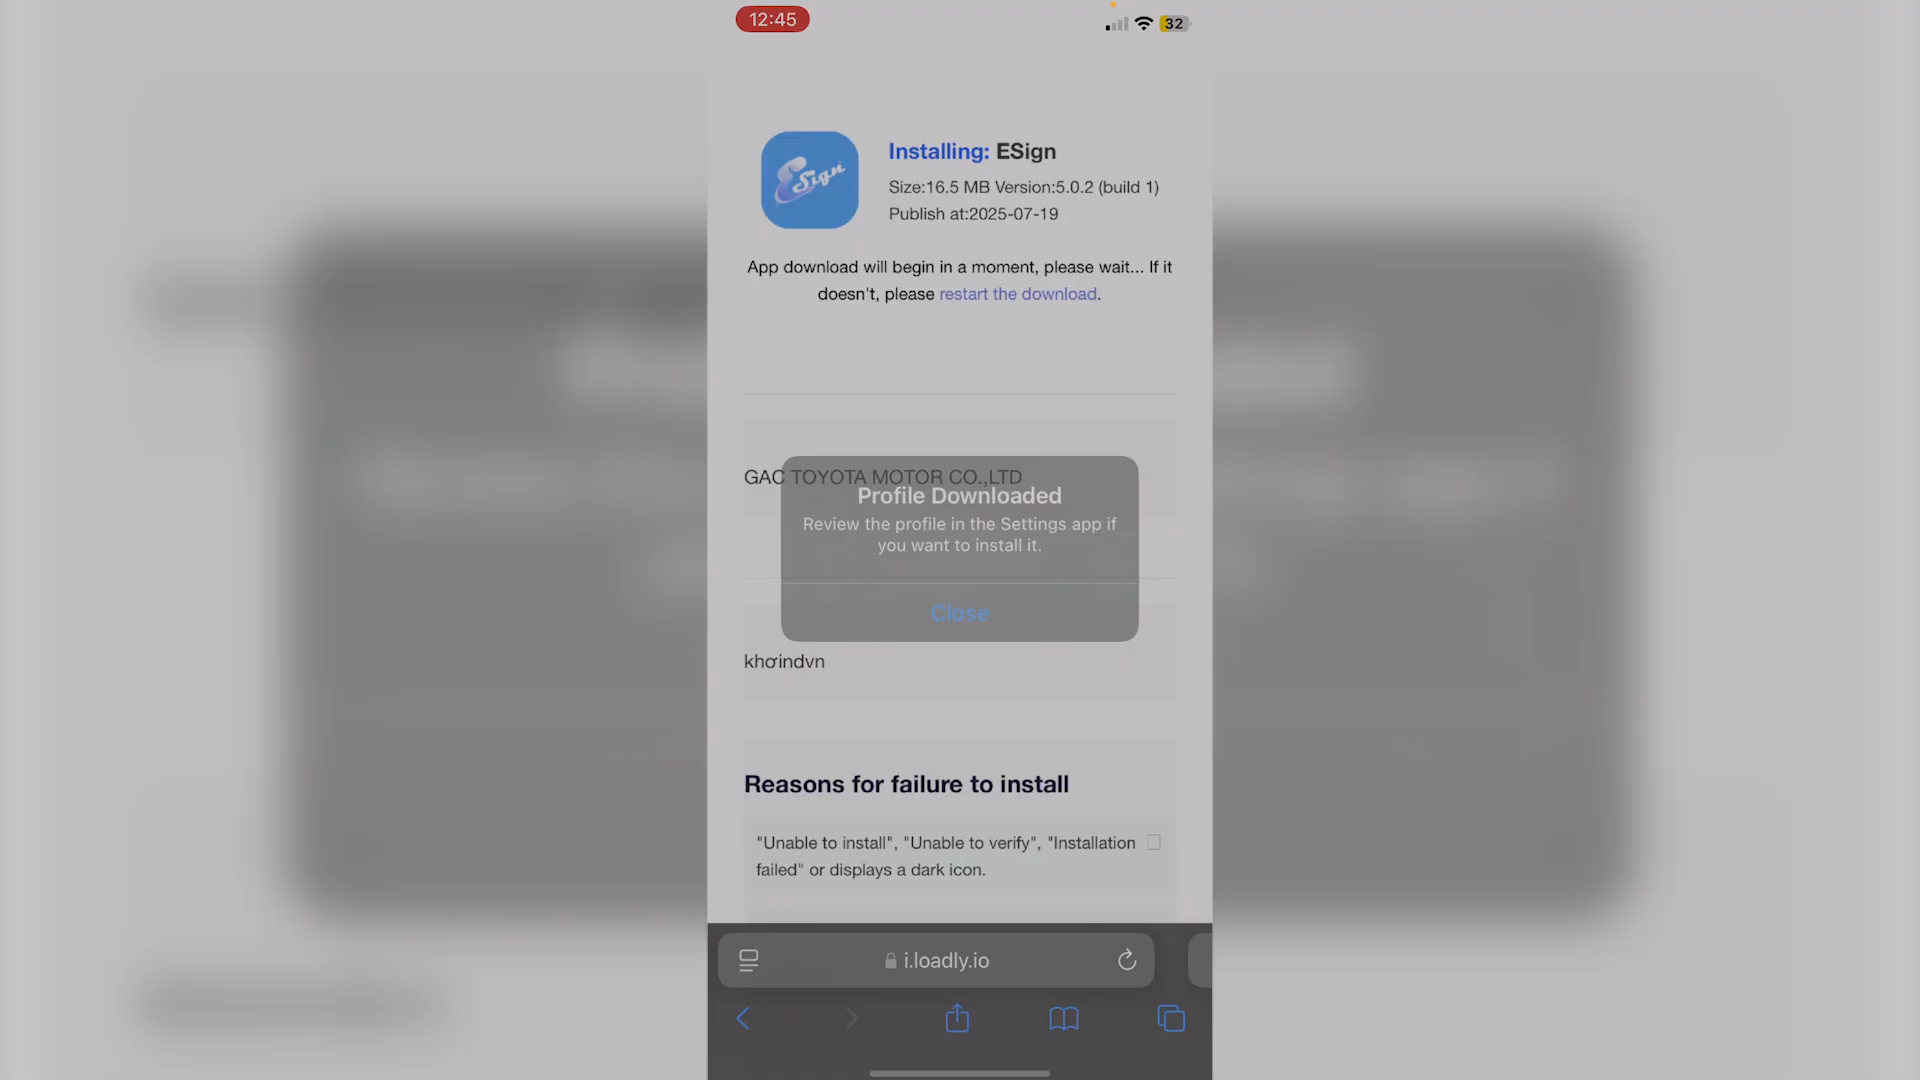 12:45
32
ESign
Installing: ESign
Size:16.5 MB Version:5.0.2 (build 1)
Publish at:2025-07-19
App download will begin in a moment, please wait... If it
doesn't, please restart the download.
GAC TOYOTA MOTOR CO.,LTD
Profile Downloaded
Review the profile in the Settings app if
you want to install it.
Close
khơindvn
Reasons for failure to install
"Unable to install", "Unable to verify", "Installation
failed" or displays a dark icon.
i.loadly.io